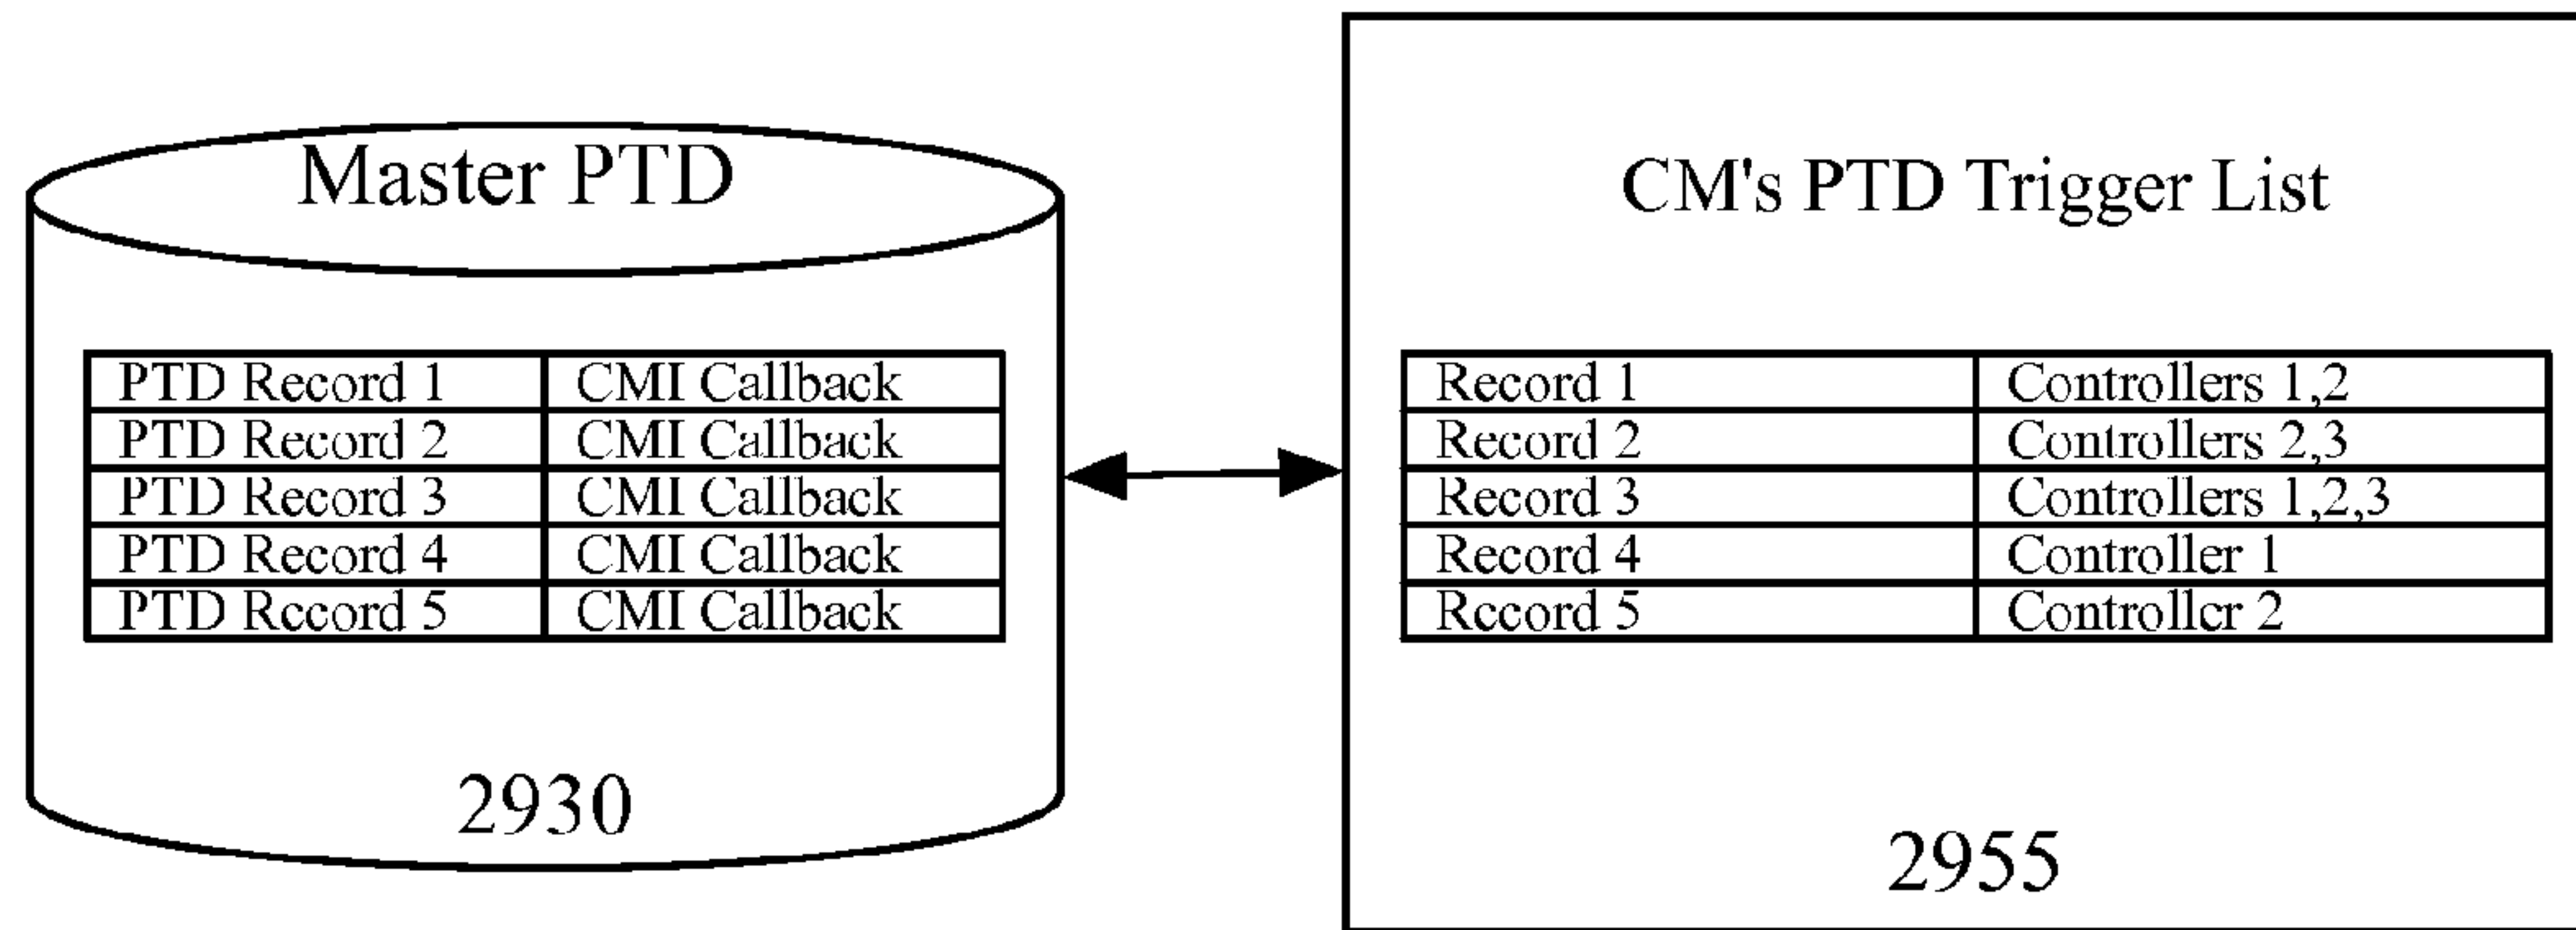 Master PTD
PTD Record 1 CMI Callback
PTD Record 2 CMI Callback
PTD Record 3 CMI Callback
PTD Record 4 CMI Callback
PTD Record 5 CMI Callback
2930
CM's PTD Trigger List
Record 1 Controllers 1,2
Record 2 Controllers 2,3
Record 3 Controllers 1,2,3
Record 4 Controller 1
Record 5 Controller 2
2955